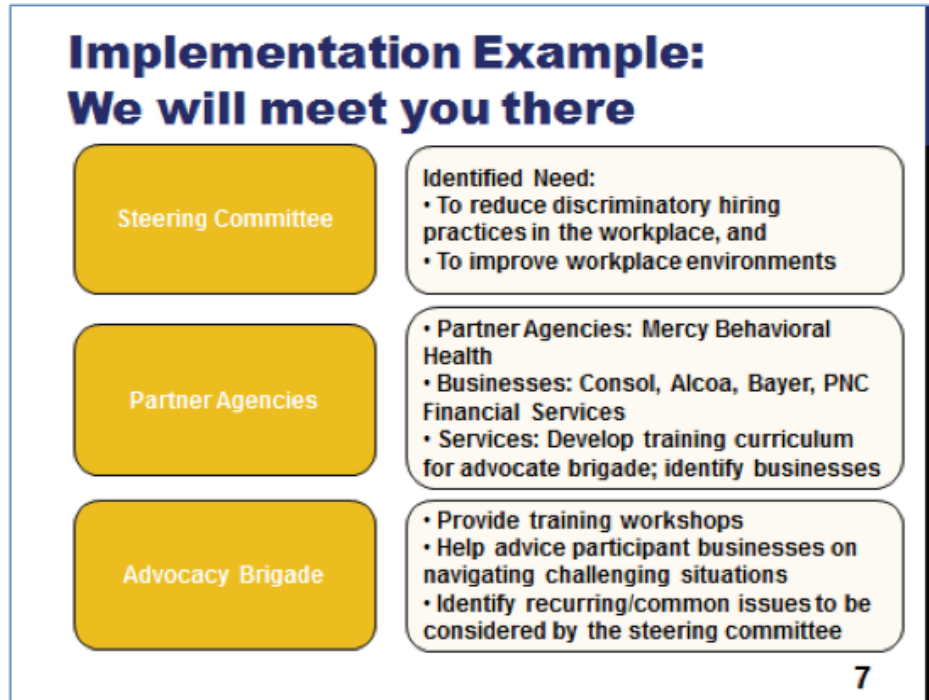 Implementation Example:
We will meet you there
Steering Committee
Identified Need:
• To reduce discriminatory hiring
practices in the workplace, and
• To improve workplace environments
Partner Agencies
• Partner Agencies: Mercy Behavioral
Health
• Businesses: Consol, Alcoa, Bayer, PNC
Financial Services
• Services: Develop training curriculum
for advocate brigade; identify businesses
Advocacy Brigade
• Provide training workshops
• Help advice participant businesses on
navigating challenging situations
• Identify recurring/common issues to be
considered by the steering committee
7